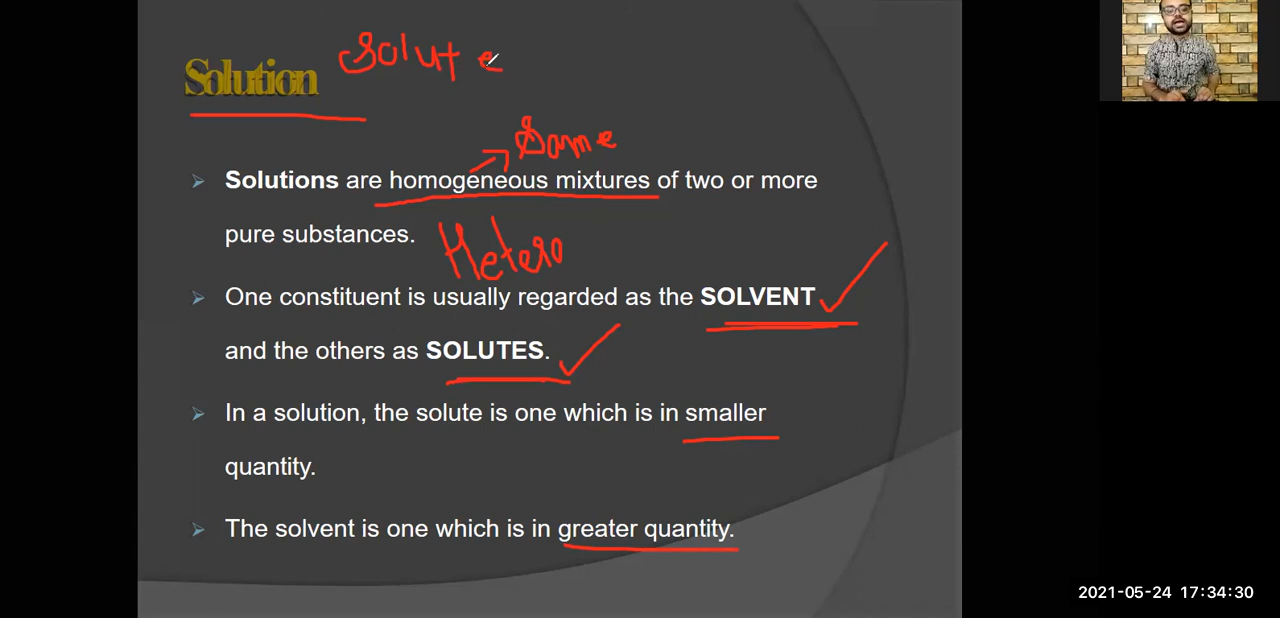 Solution Solute
Same
Solutions are homogeneous mixtures of two or more
pure substances.
Hetero
One constituent is usually regarded as the SOLVENT
and the others as SOLUTES.
In a solution, the solute is one which is in smaller
quantity.
The solvent is one which is in greater quantity.
2021-05-24 17:34:30